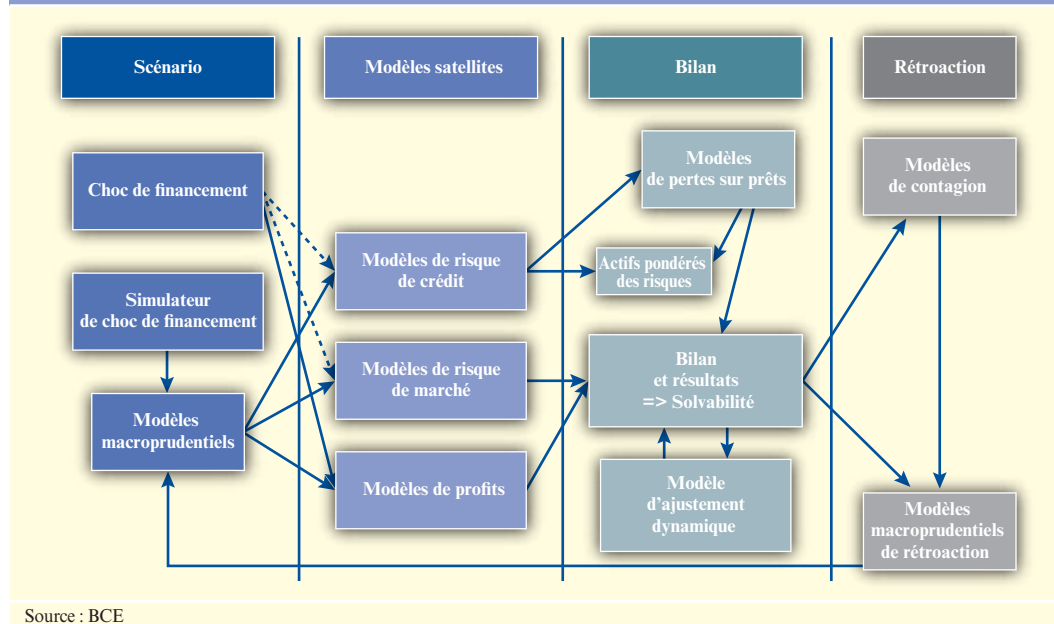 Scénario
Modèles satellites
Bilan
Rétroaction
Choc de financement
Simulateur
de choc de financement
Modèles
macroprudentiels
Modèles de risque
de crédit
Modèles de risque
de marché
Modèles de profits
Modèles
de pertes sur prêts
Actifs pondérés
des risques
Bilan
et résultats
=> Solvabilité
Modèle
d'ajustement
dynamique
Modèles
de contagion
Modèles
macroprudentiels
de rétroaction
Source : BCE